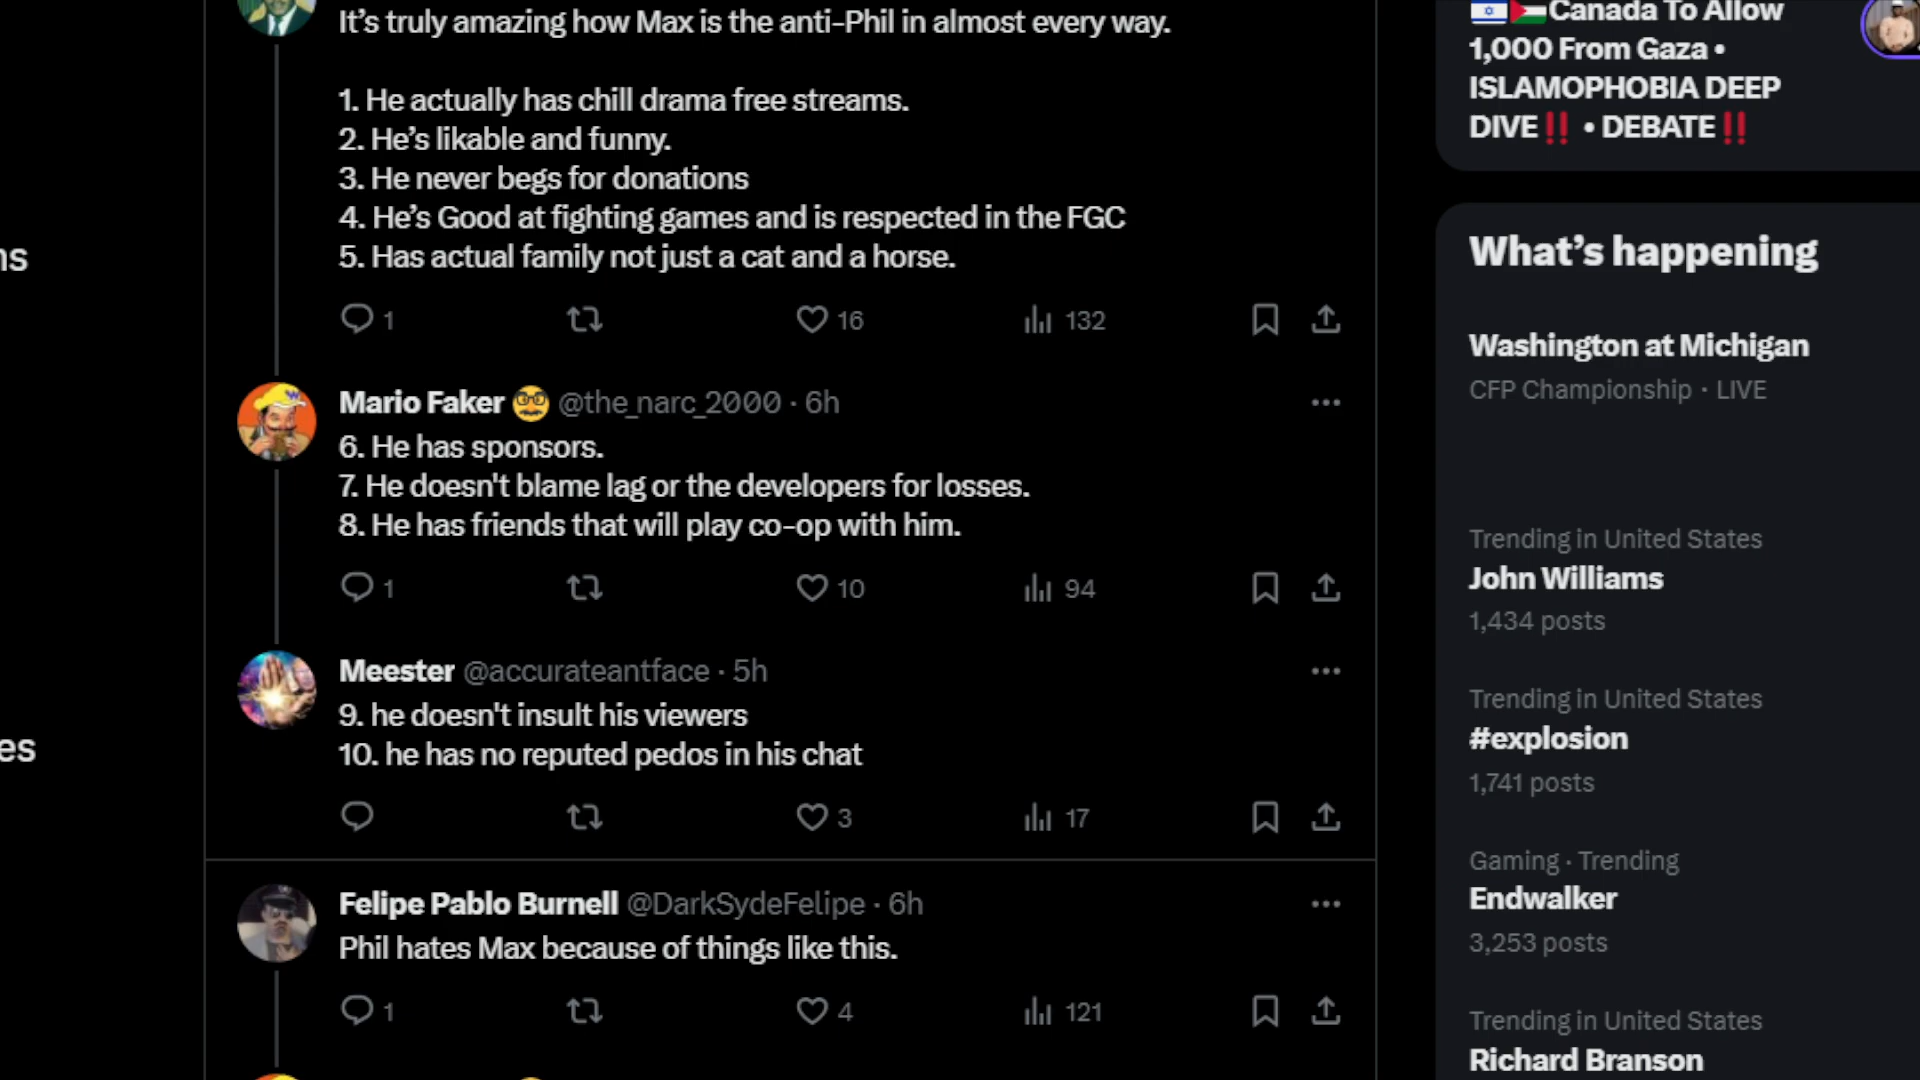 It’s truly amazing how Max is the anti-Phil in almost every way.
1. He actually has chill drama free streams.
2. He’s likable and funny.
3. He never begs for donations
4. He’s Good at fighting games and is respected in the FGC
5. Has actual family not just a cat and a horse.
1 16 132
Mario Faker @the_narc_2000 · 6h
6. He has sponsors.
7. He doesn't blame lag or the developers for losses.
8. He has friends that will play co-op with him.
1 10 94
Meester @accurateantface · 5h
9. he doesn't insult his viewers
10. he has no reputed pedos in his chat
3 17
Felipe Pablo Burnell @DarkSydeFelipe · 6h
Phil hates Max because of things like this.
1 4 121
ns
es
🇮🇱🇵🇸Canada To Allow
1,000 From Gaza •
ISLAMOPHOBIA DEEP
DIVE‼️ • DEBATE‼️
What’s happening
Washington at Michigan
CFP Championship · LIVE
Trending in United States
John Williams
1,434 posts
Trending in United States
#explosion
1,741 posts
Gaming · Trending
Endwalker
3,253 posts
Trending in United States
Richard Branson